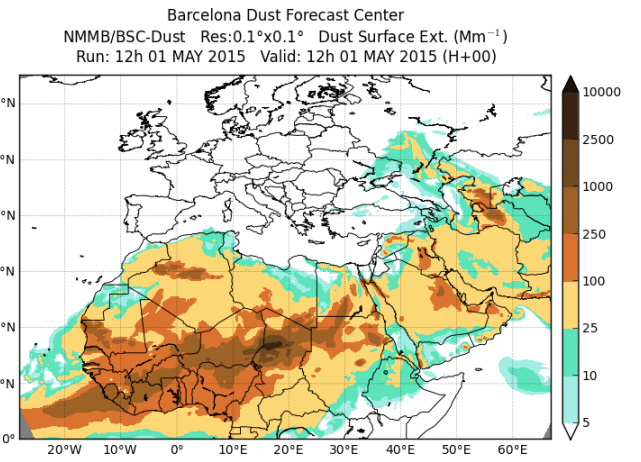 Barcelona Dust Forecast Center
NMMB/BSC-Dust Res:0.1°x0.1° Dust Surface Ext. (Mm⁻¹)
Run: 12h 01 MAY 2015 Valid: 12h 01 MAY 2015 (H+00)
10000
°N
2500
°N
1000
°N
250
°N
100
°N
25
°N
10
5
0°
20°W 10°W 0° 10°E 20°E 30°E 40°E 50°E 60°E